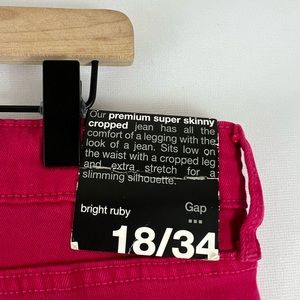 Our premium super skinny
cropped jean has all the
comfort of a legging with the
look of a jean. Sits low on
the waist with a cropped leg
and extra stretch for a
slimming silhouette.
bright ruby
Gap
18/34